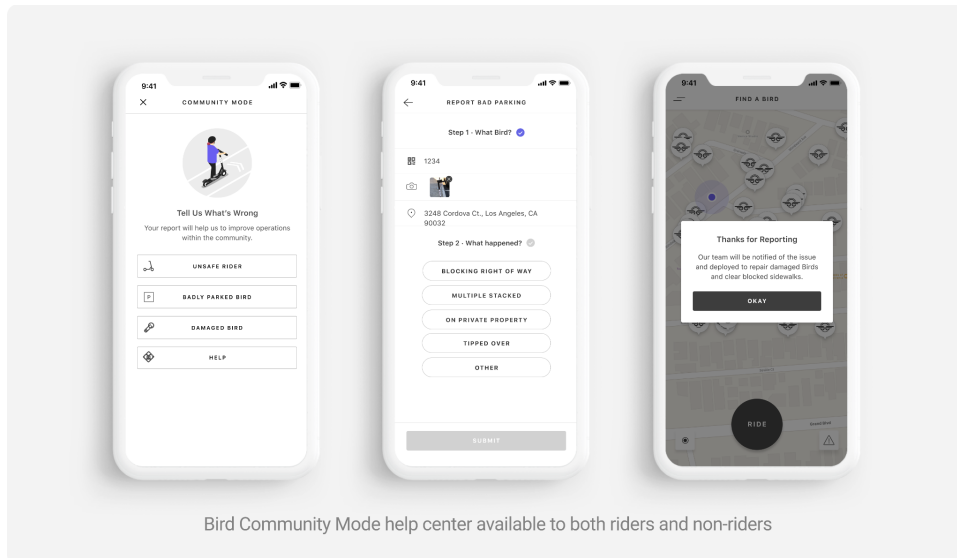 9:41
COMMUNITY MODE
Tell Us What's Wrong
Your report will help us to improve operations
within the community.
UNSAFE RIDER
P
BADLY PARKED BIRD
DAMAGED BIRD
HELP
9:41
REPORT BAD PARKING
Step 1 · What Bird?
1234
3248 Cordova Ct., Los Angeles, CA
90032
Step 2 · What happened?
BLOCKING RIGHT OF WAY
MULTIPLE STACKED
ON PRIVATE PROPERTY
TIPPED OVER
OTHER
SUBMIT
9:41
FIND A BIRD
Thanks for Reporting
Our team will be notified of the issue
and deployed to repair damaged Birds
and clear blocked sidewalks.
OKAY
RIDE
Bird Community Mode help center available to both riders and non-riders